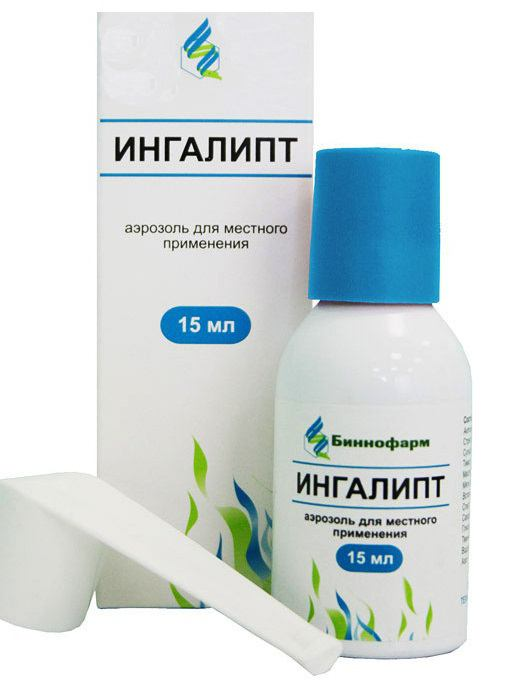 ИНГАЛИПТ
аэрозоль для местного
применения
15 мл
Биннофарм
ИНГАЛИПТ
аэрозоль для местного
применения
15 мл